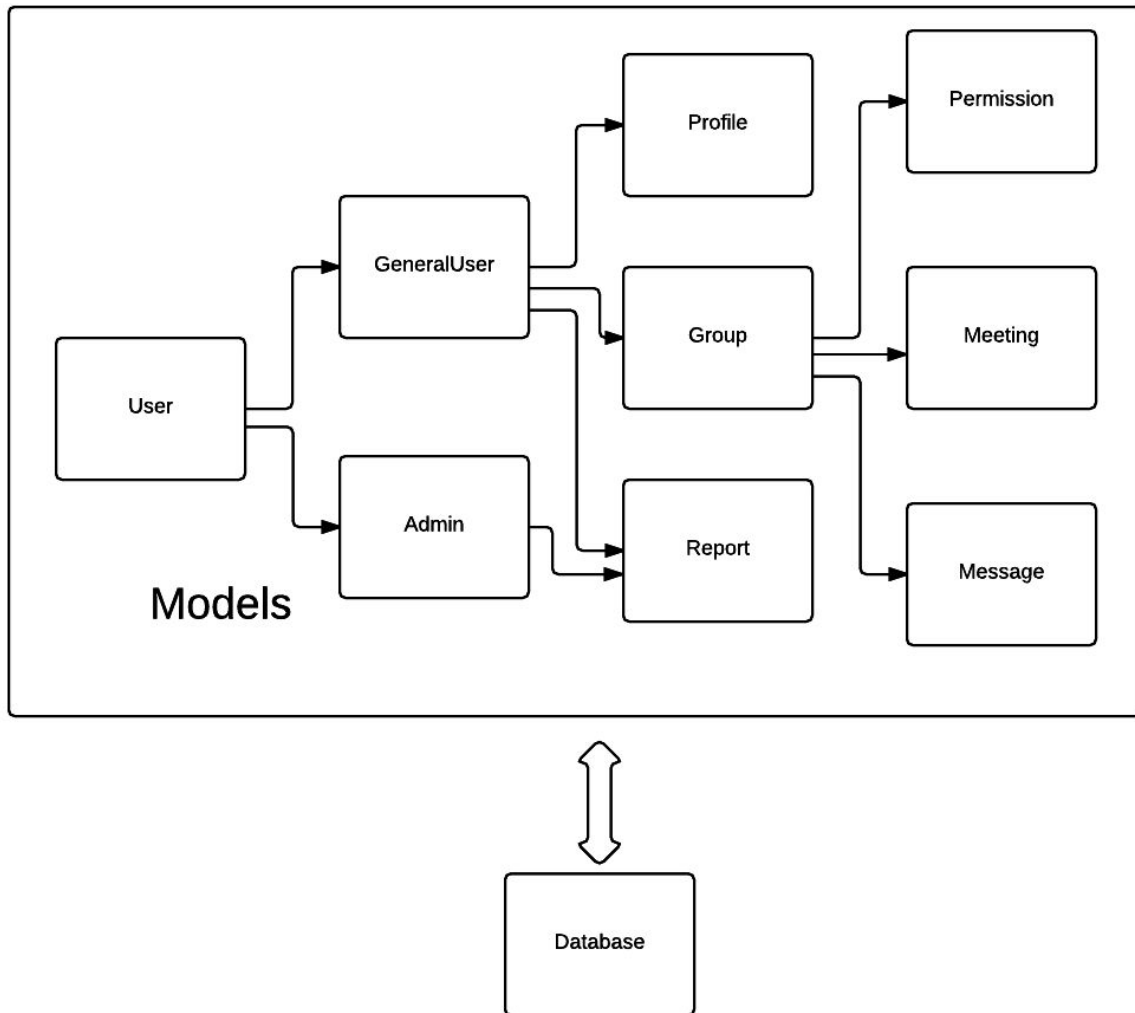 Permission
Profile
GeneralUser
Group
Meeting
User
Admin
Report
Message
Models
Database